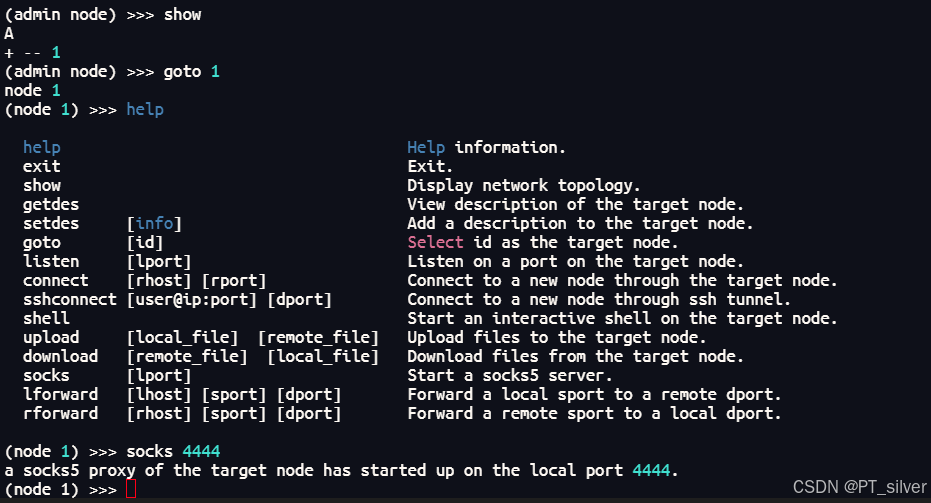 (admin node) >>> show
A
+ -- 1
(admin node) >>> goto 1
node 1
(node 1) >>> help
help Help information.
exit Exit.
show Display network topology.
getdes View description of the target node.
setdes [info] Add a description to the target node.
goto [id] Select id as the target node.
listen [lport] Listen on a port on the target node.
connect [rhost] [rport] Connect to a new node through the target node.
sshconnect [user@ip:port] [dport] Connect to a new node through ssh tunnel.
shell Start an interactive shell on the target node.
upload [local_file] [remote_file] Upload files to the target node.
download [remote_file] [local_file] Download files from the target node.
socks [lport] Start a socks5 server.
lforward [lhost] [sport] [dport] Forward a local sport to a remote dport.
rforward [rhost] [sport] [dport] Forward a remote sport to a local dport.
(node 1) >>> socks 4444
a socks5 proxy of the target node has started up on the local port 4444.
(node 1) >>>
CSDN @PT_silver